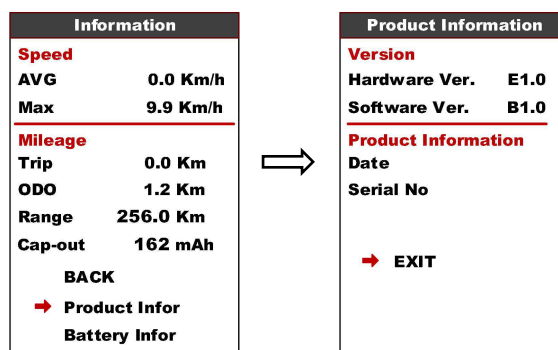 Information
Speed
AVG 0.0 Km/h
Max 9.9 Km/h
Mileage
Trip 0.0 Km
ODO 1.2 Km
Range 256.0 Km
Cap-out 162 mAh
BACK
Product Infor
Battery Infor
Product Information
Version
Hardware Ver. E1.0
Software Ver. B1.0
Product Information
Date
Serial No
EXIT